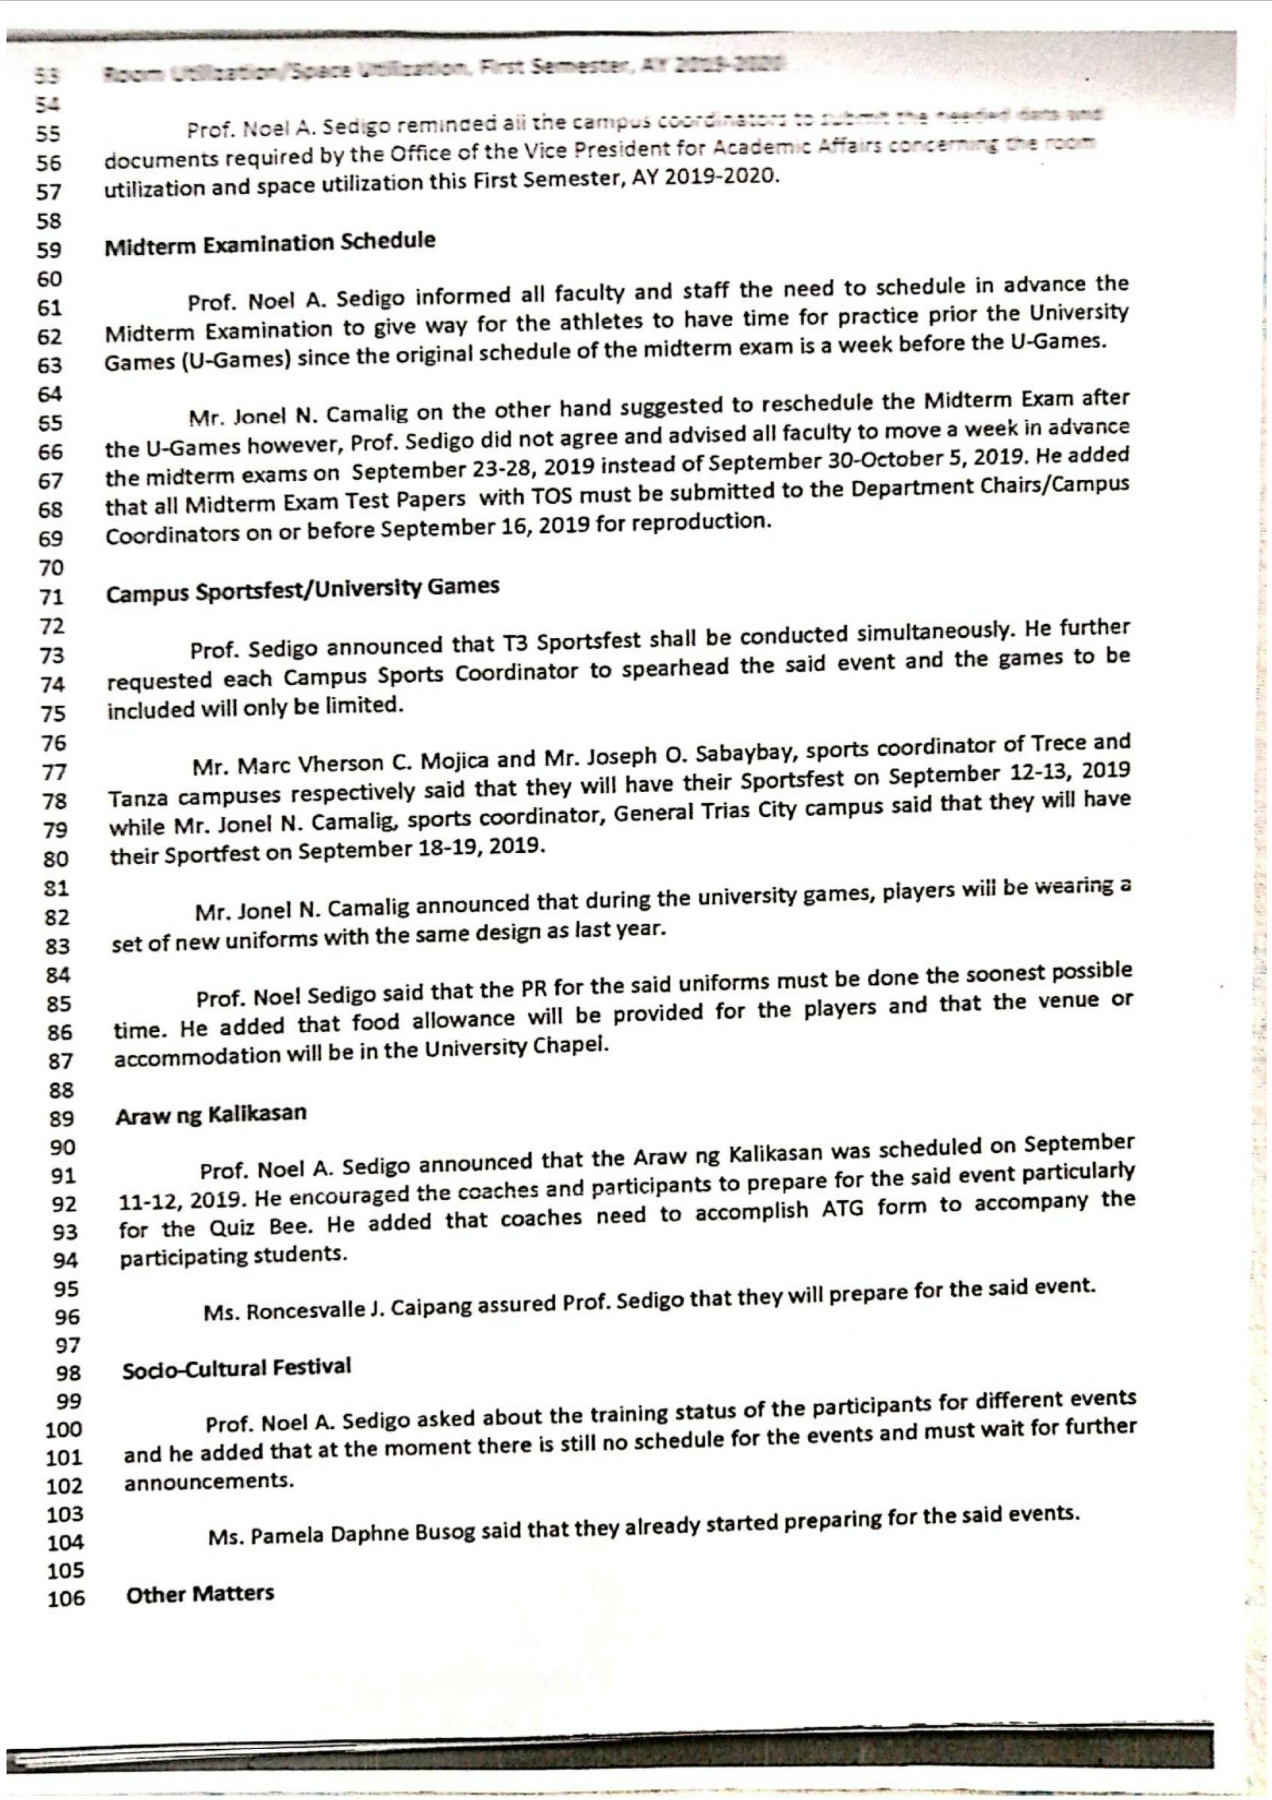 53 Room Utilization/Space Utilization, First Semester, AY 2019-2020
54
55 Prof. Noel A. Sedigo reminded all the campus coordinators to submit the needed data and
56 documents required by the Office of the Vice President for Academic Affairs concerning the room
57 utilization and space utilization this First Semester, AY 2019-2020.
58
59 Midterm Examination Schedule
60
61 Prof. Noel A. Sedigo informed all faculty and staff the need to schedule in advance the
62 Midterm Examination to give way for the athletes to have time for practice prior the University
63 Games (U-Games) since the original schedule of the midterm exam is a week before the U-Games.
64
65 Mr. Jonel N. Camalig on the other hand suggested to reschedule the Midterm Exam after
66 the U-Games however, Prof. Sedigo did not agree and advised all faculty to move a week in advance
67 the midterm exams on September 23-28, 2019 instead of September 30-October 5, 2019. He added
68 that all Midterm Exam Test Papers with TOS must be submitted to the Department Chairs/Campus
69 Coordinators on or before September 16, 2019 for reproduction.
70
71 Campus Sportsfest/University Games
72
73 Prof. Sedigo announced that T3 Sportsfest shall be conducted simultaneously. He further
74 requested each Campus Sports Coordinator to spearhead the said event and the games to be
75 included will only be limited.
76
77 Mr. Marc Vherson C. Mojica and Mr. Joseph O. Sabaybay, sports coordinator of Trece and
78 Tanza campuses respectively said that they will have their Sportsfest on September 12-13, 2019
79 while Mr. Jonel N. Camalig, sports coordinator, General Trias City campus said that they will have
80 their Sportfest on September 18-19, 2019.
81
82 Mr. Jonel N. Camalig announced that during the university games, players will be wearing a
83 set of new uniforms with the same design as last year.
84
85 Prof. Noel Sedigo said that the PR for the said uniforms must be done the soonest possible
86 time. He added that food allowance will be provided for the players and that the venue or
87 accommodation will be in the University Chapel.
88
89 Araw ng Kalikasan
90
91 Prof. Noel A. Sedigo announced that the Araw ng Kalikasan was scheduled on September
92 11-12, 2019. He encouraged the coaches and participants to prepare for the said event particularly
93 for the Quiz Bee. He added that coaches need to accomplish ATG form to accompany the
94 participating students.
95
96 Ms. Roncesvalle J. Caipang assured Prof. Sedigo that they will prepare for the said event.
97
98 Socio-Cultural Festival
99
100 Prof. Noel A. Sedigo asked about the training status of the participants for different events
101 and he added that at the moment there is still no schedule for the events and must wait for further
102 announcements.
103
104 Ms. Pamela Daphne Busog said that they already started preparing for the said events.
105
106 Other Matters